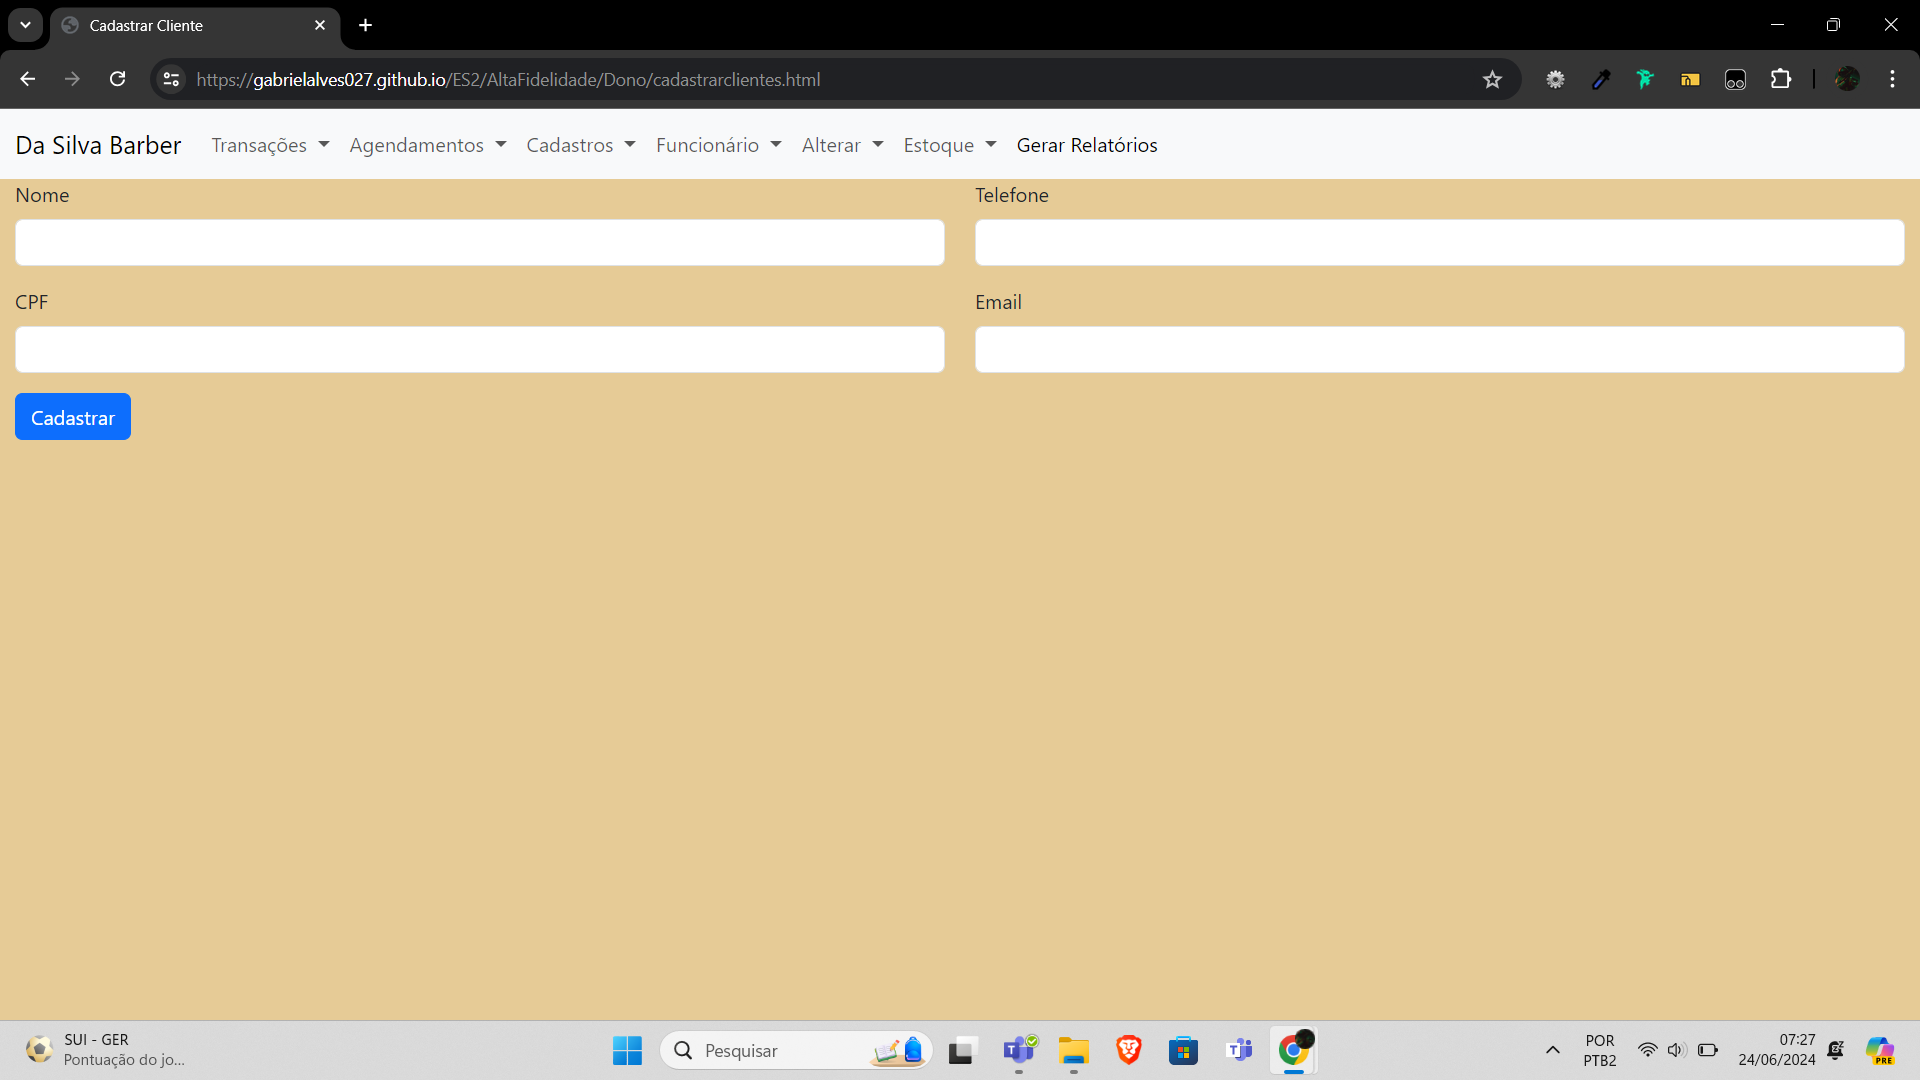 Cadastrar Cliente
https://gabrielalves027.github.io/ES2/AltaFidelidade/Dono/cadastrarclientes.html
Da Silva Barber Transações Agendamentos Cadastros Funcionário Alterar Estoque Gerar Relatórios
Nome Telefone
CPF Email
Cadastrar
SUI - GER
Pontuação do jo...
Pesquisar
POR
PTB2
07:27
24/06/2024
PRE